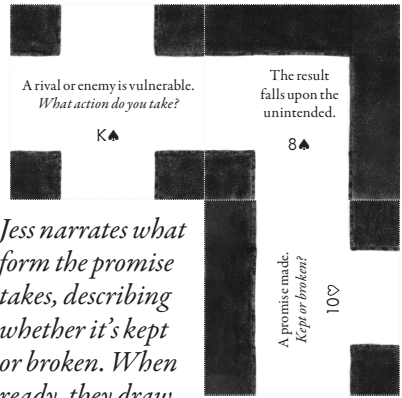 A rival or enemy is vulnerable.
What action do you take?
K♠
The result
falls upon the
unintended.
8♠
A promise made.
Kept or broken?
10♡
Jess narrates what
form the promise
takes, describing
whether it’s kept
or broken. When
ready, they draw